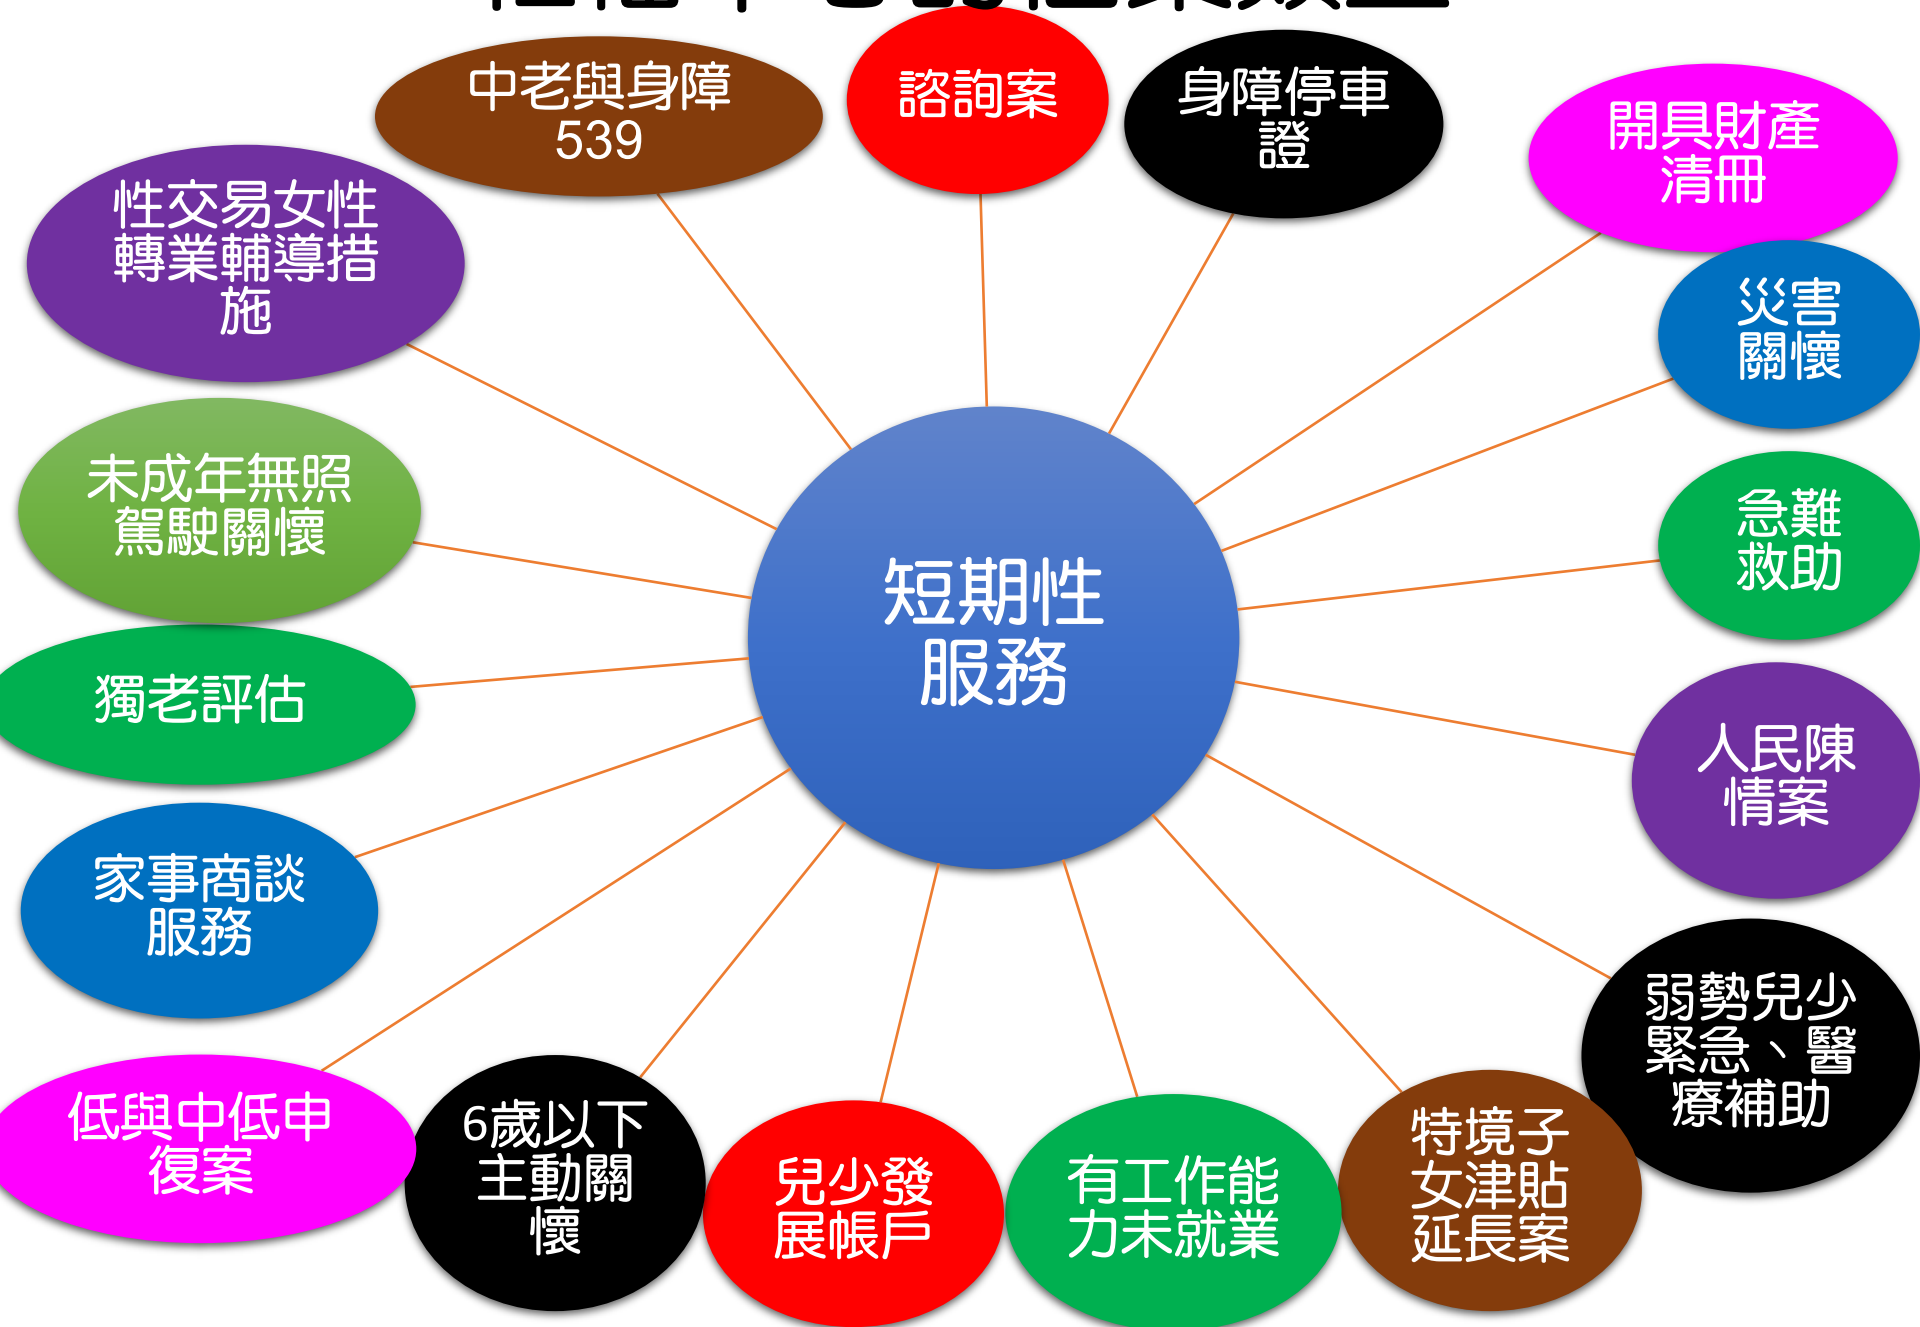 中老與身障
539
諮詢案
身障停車
證
開具財產
清冊
災害
關懷
急難
救助
人民陳
情案
弱勢兒少
緊急、醫
療補助
特境子
女津貼
延長案
有工作能
力未就業
兒少發
展帳戶
6歲以下
主動關
懷
低與中低申
復案
家事商談
服務
獨老評估
未成年無照
駕駛關懷
性交易女性
轉業輔導措
施
短期性
服務